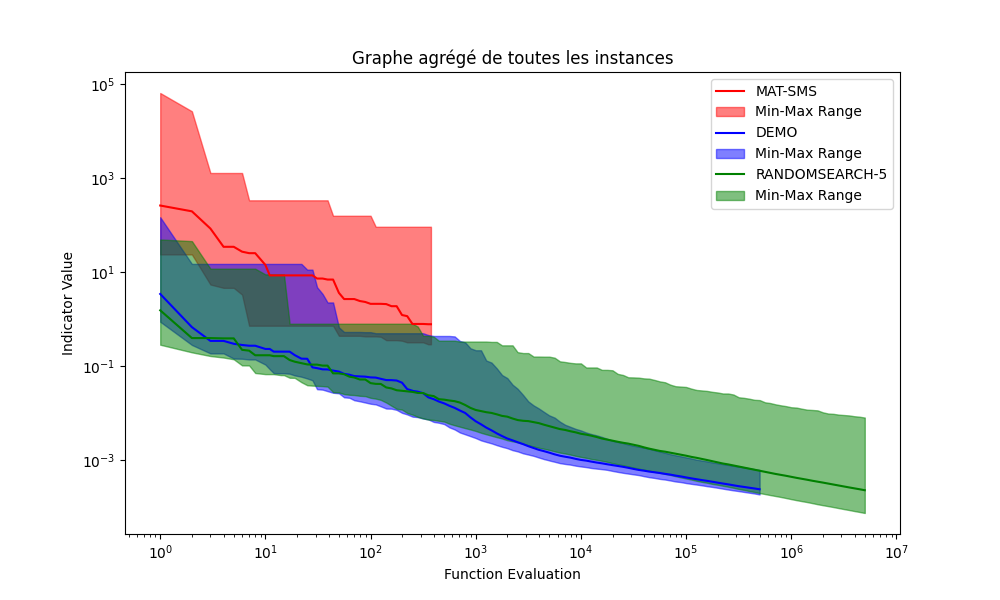 Graphe agrégé de toutes les instances
MAT-SMS
Min-Max Range
DEMO
Min-Max Range
RANDOMSEARCH-5
Min-Max Range
Indicator Value
10^5
10^3
10^1
10^-1
10^-3
10^0 10^1 10^2 10^3 10^4 10^5 10^6 10^7
Function Evaluation